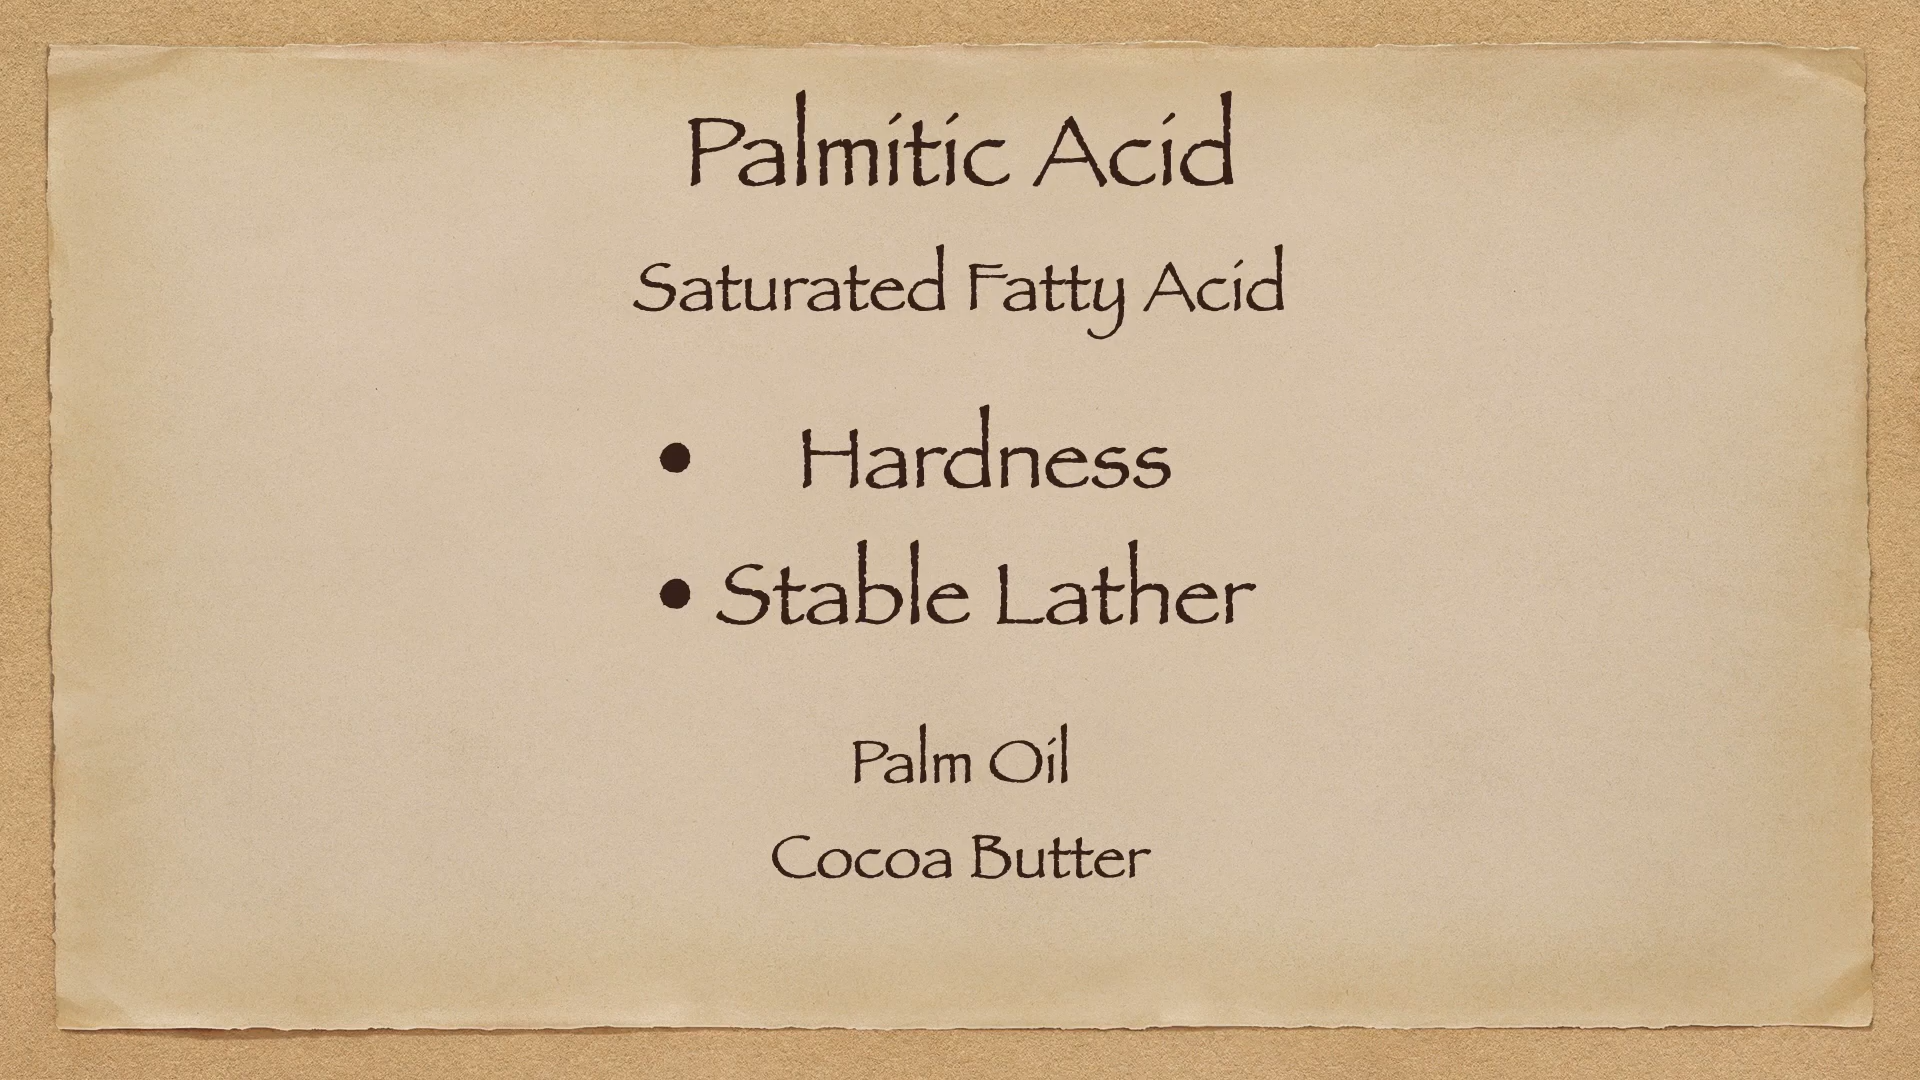 Palmitic Acid
Saturated Fatty Acid
• Hardness
• Stable Lather
Palm Oil
Cocoa Butter